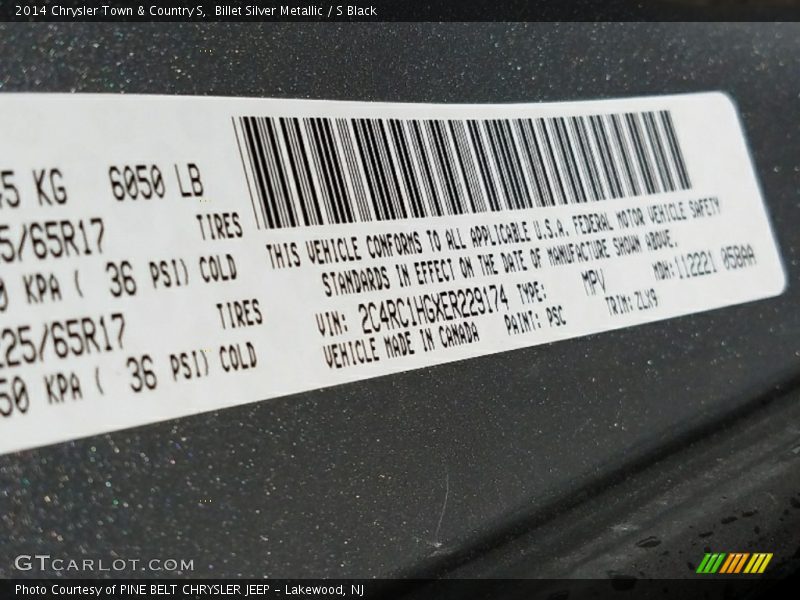 2014 Chrysler Town & Country S, Billet Silver Metallic / S Black
5 KG 6050 LB
5/65R17 TIRES
0 KPA ( 36 PSI) COLD
225/65R17 TIRES
50 KPA ( 36 PSI) COLD
THIS VEHICLE CONFORMS TO ALL APPLICABLE U.S.A. FEDERAL MOTOR VEHICLE SAFETY
STANDARDS IN EFFECT ON THE DATE OF MANUFACTURE SHOWN ABOVE.
VIN: 2C4RC1HGXER229174 TYPE: MPV MDH: 112221 058AA
VEHICLE MADE IN CANADA PAINT: PSC TRIM: ZLX9
GTCARLOT.COM
Photo Courtesy of PINE BELT CHRYSLER JEEP - Lakewood, NJ